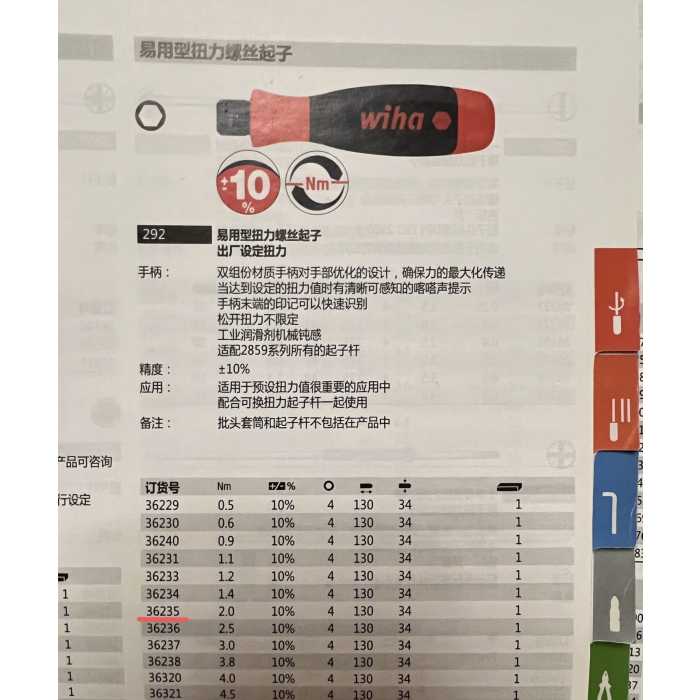 易用型扭力螺丝起子
wiha
±10%
Nm
292
易用型扭力螺丝起子
出厂设定扭力
手柄： 双组份材质手柄对手部优化的设计，确保力的最大化传递
当达到设定的扭力值时有清晰可感知的喀嗒声提示
手柄末端的印记可以快速识别
松开扭力不限定
工业润滑剂机械钝感
适配2859系列所有的起子杆
精度： ±10%
应用： 适用于预设扭力值很重要的应用中
配合可换扭力起子杆一起使用
备注： 批头套筒和起子杆不包括在产品中
产品可咨询
行设定
订货号 Nm %
36229 0.5 10% 4 130 34 1
36230 0.6 10% 4 130 34 1
36240 0.9 10% 4 130 34 1
36231 1.1 10% 4 130 34 1
36233 1.2 10% 4 130 34 1
36234 1.4 10% 4 130 34 1
36235 2.0 10% 4 130 34 1
36236 2.5 10% 4 130 34 1
36237 3.0 10% 4 130 34 1
36238 3.8 10% 4 130 34 1
36320 4.0 10% 4 130 34 1
36321 4.5 10% 4 130 34 1
1
1
1
1
1
1